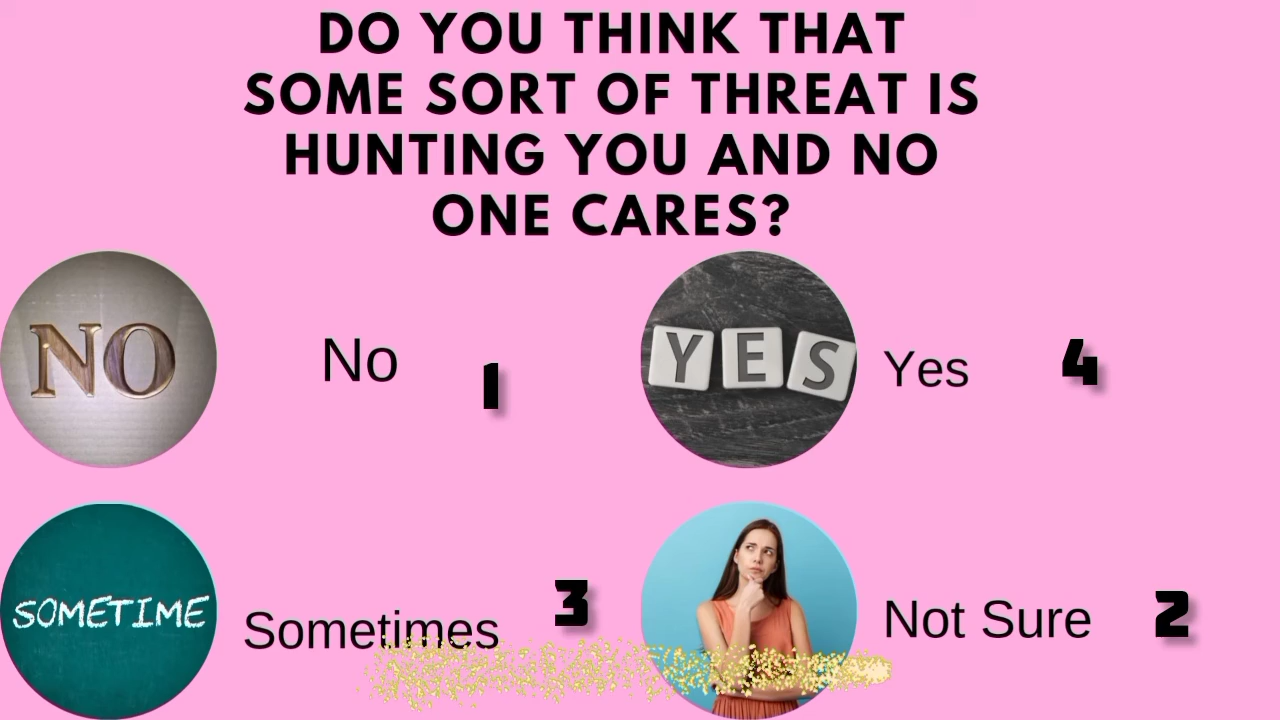 DO YOU THINK THAT
SOME SORT OF THREAT IS
HUNTING YOU AND NO
ONE CARES?
NO
No
1
YES
Yes
4
SOMETIME
Sometimes
3
Not Sure
2